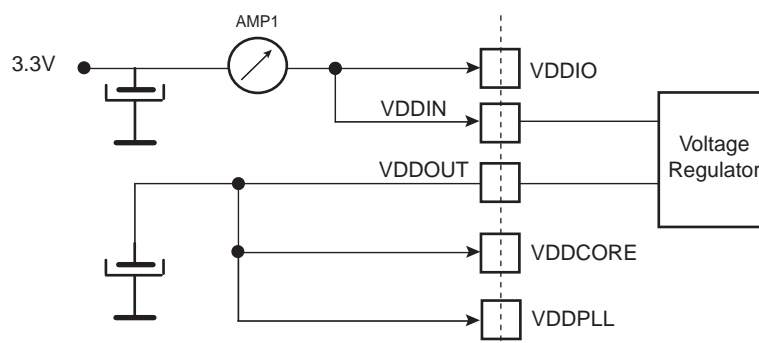 AMP1
3.3V
VDDIO
VDDIN
Voltage
Regulator
VDDOUT
VDDCORE
VDDPLL